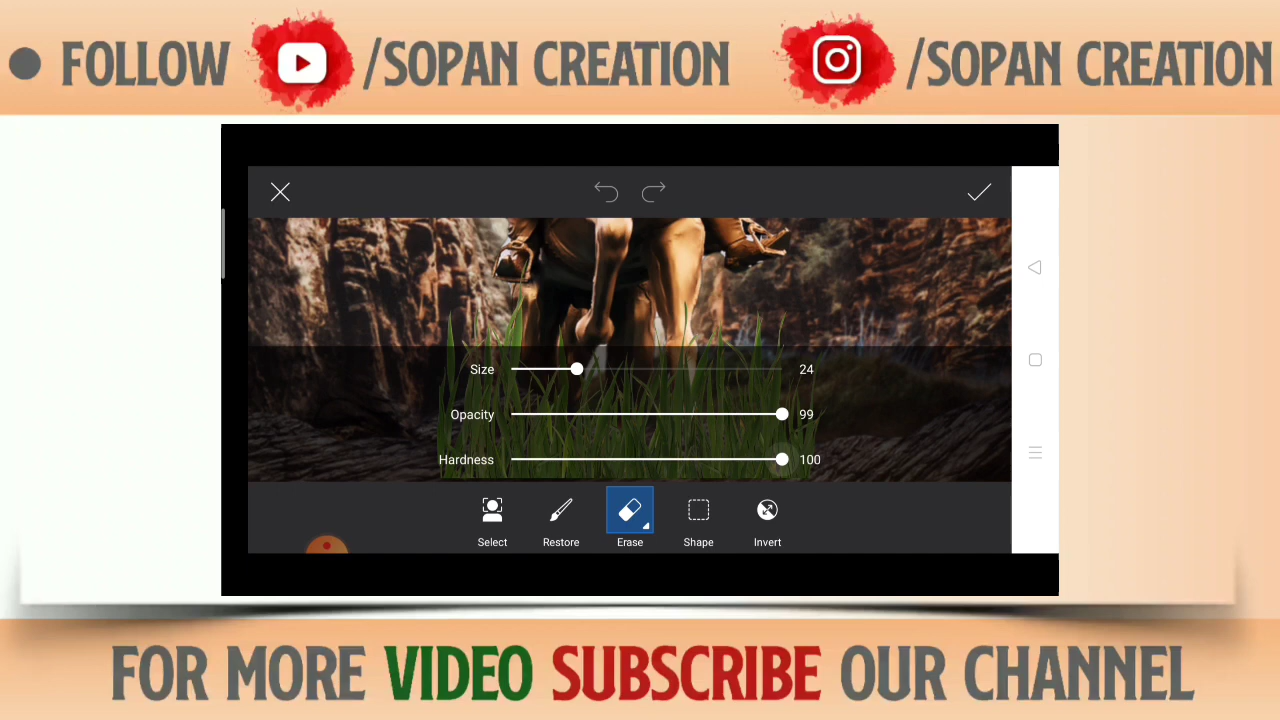 FOLLOW /SOPAN CREATION /SOPAN CREATION
Size 24
Opacity 99
Hardness 100
Select Restore Erase Shape Invert
FOR MORE VIDEO SUBSCRIBE OUR CHANNEL